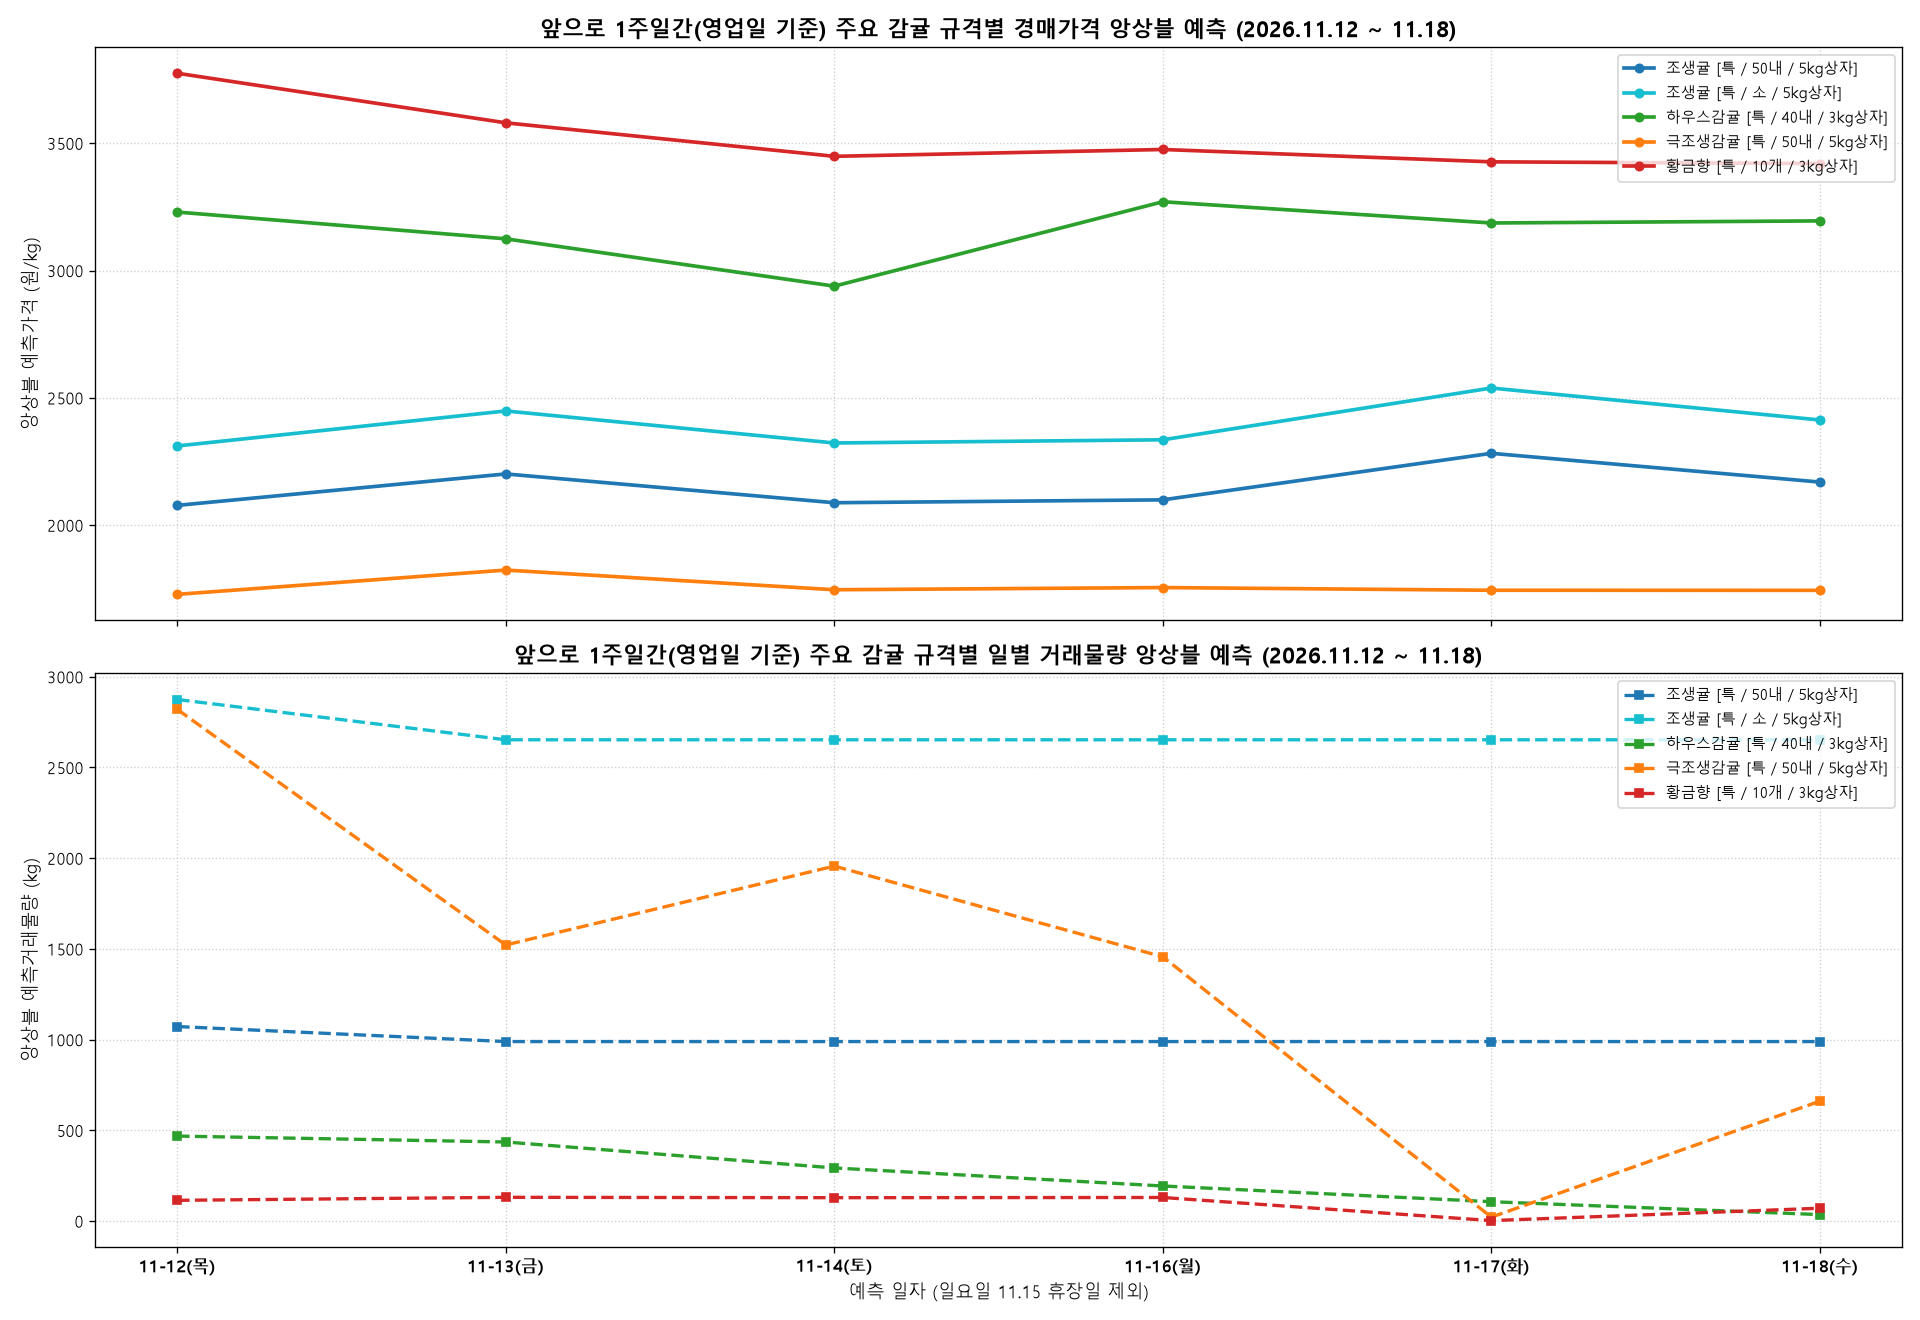 앞으로 1주일간(영업일 기준) 주요 감귤 규격별 경매가격 앙상블 예측 (2026.11.12 ~ 11.18)
앙상블 예측가격 (원/kg)
3500
3000
2500
2000
조생귤 [특 / 50내 / 5kg상자]
조생귤 [특 / 소 / 5kg상자]
하우스감귤 [특 / 40내 / 3kg상자]
극조생감귤 [특 / 50내 / 5kg상자]
황금향 [특 / 10개 / 3kg상자]
앞으로 1주일간(영업일 기준) 주요 감귤 규격별 일별 거래물량 앙상블 예측 (2026.11.12 ~ 11.18)
앙상블 예측거래물량 (kg)
3000
2500
2000
1500
1000
500
0
조생귤 [특 / 50내 / 5kg상자]
조생귤 [특 / 소 / 5kg상자]
하우스감귤 [특 / 40내 / 3kg상자]
극조생감귤 [특 / 50내 / 5kg상자]
황금향 [특 / 10개 / 3kg상자]
11-12(목) 11-13(금) 11-14(토) 11-16(월) 11-17(화) 11-18(수)
예측 일자 (일요일 11.15 휴장일 제외)